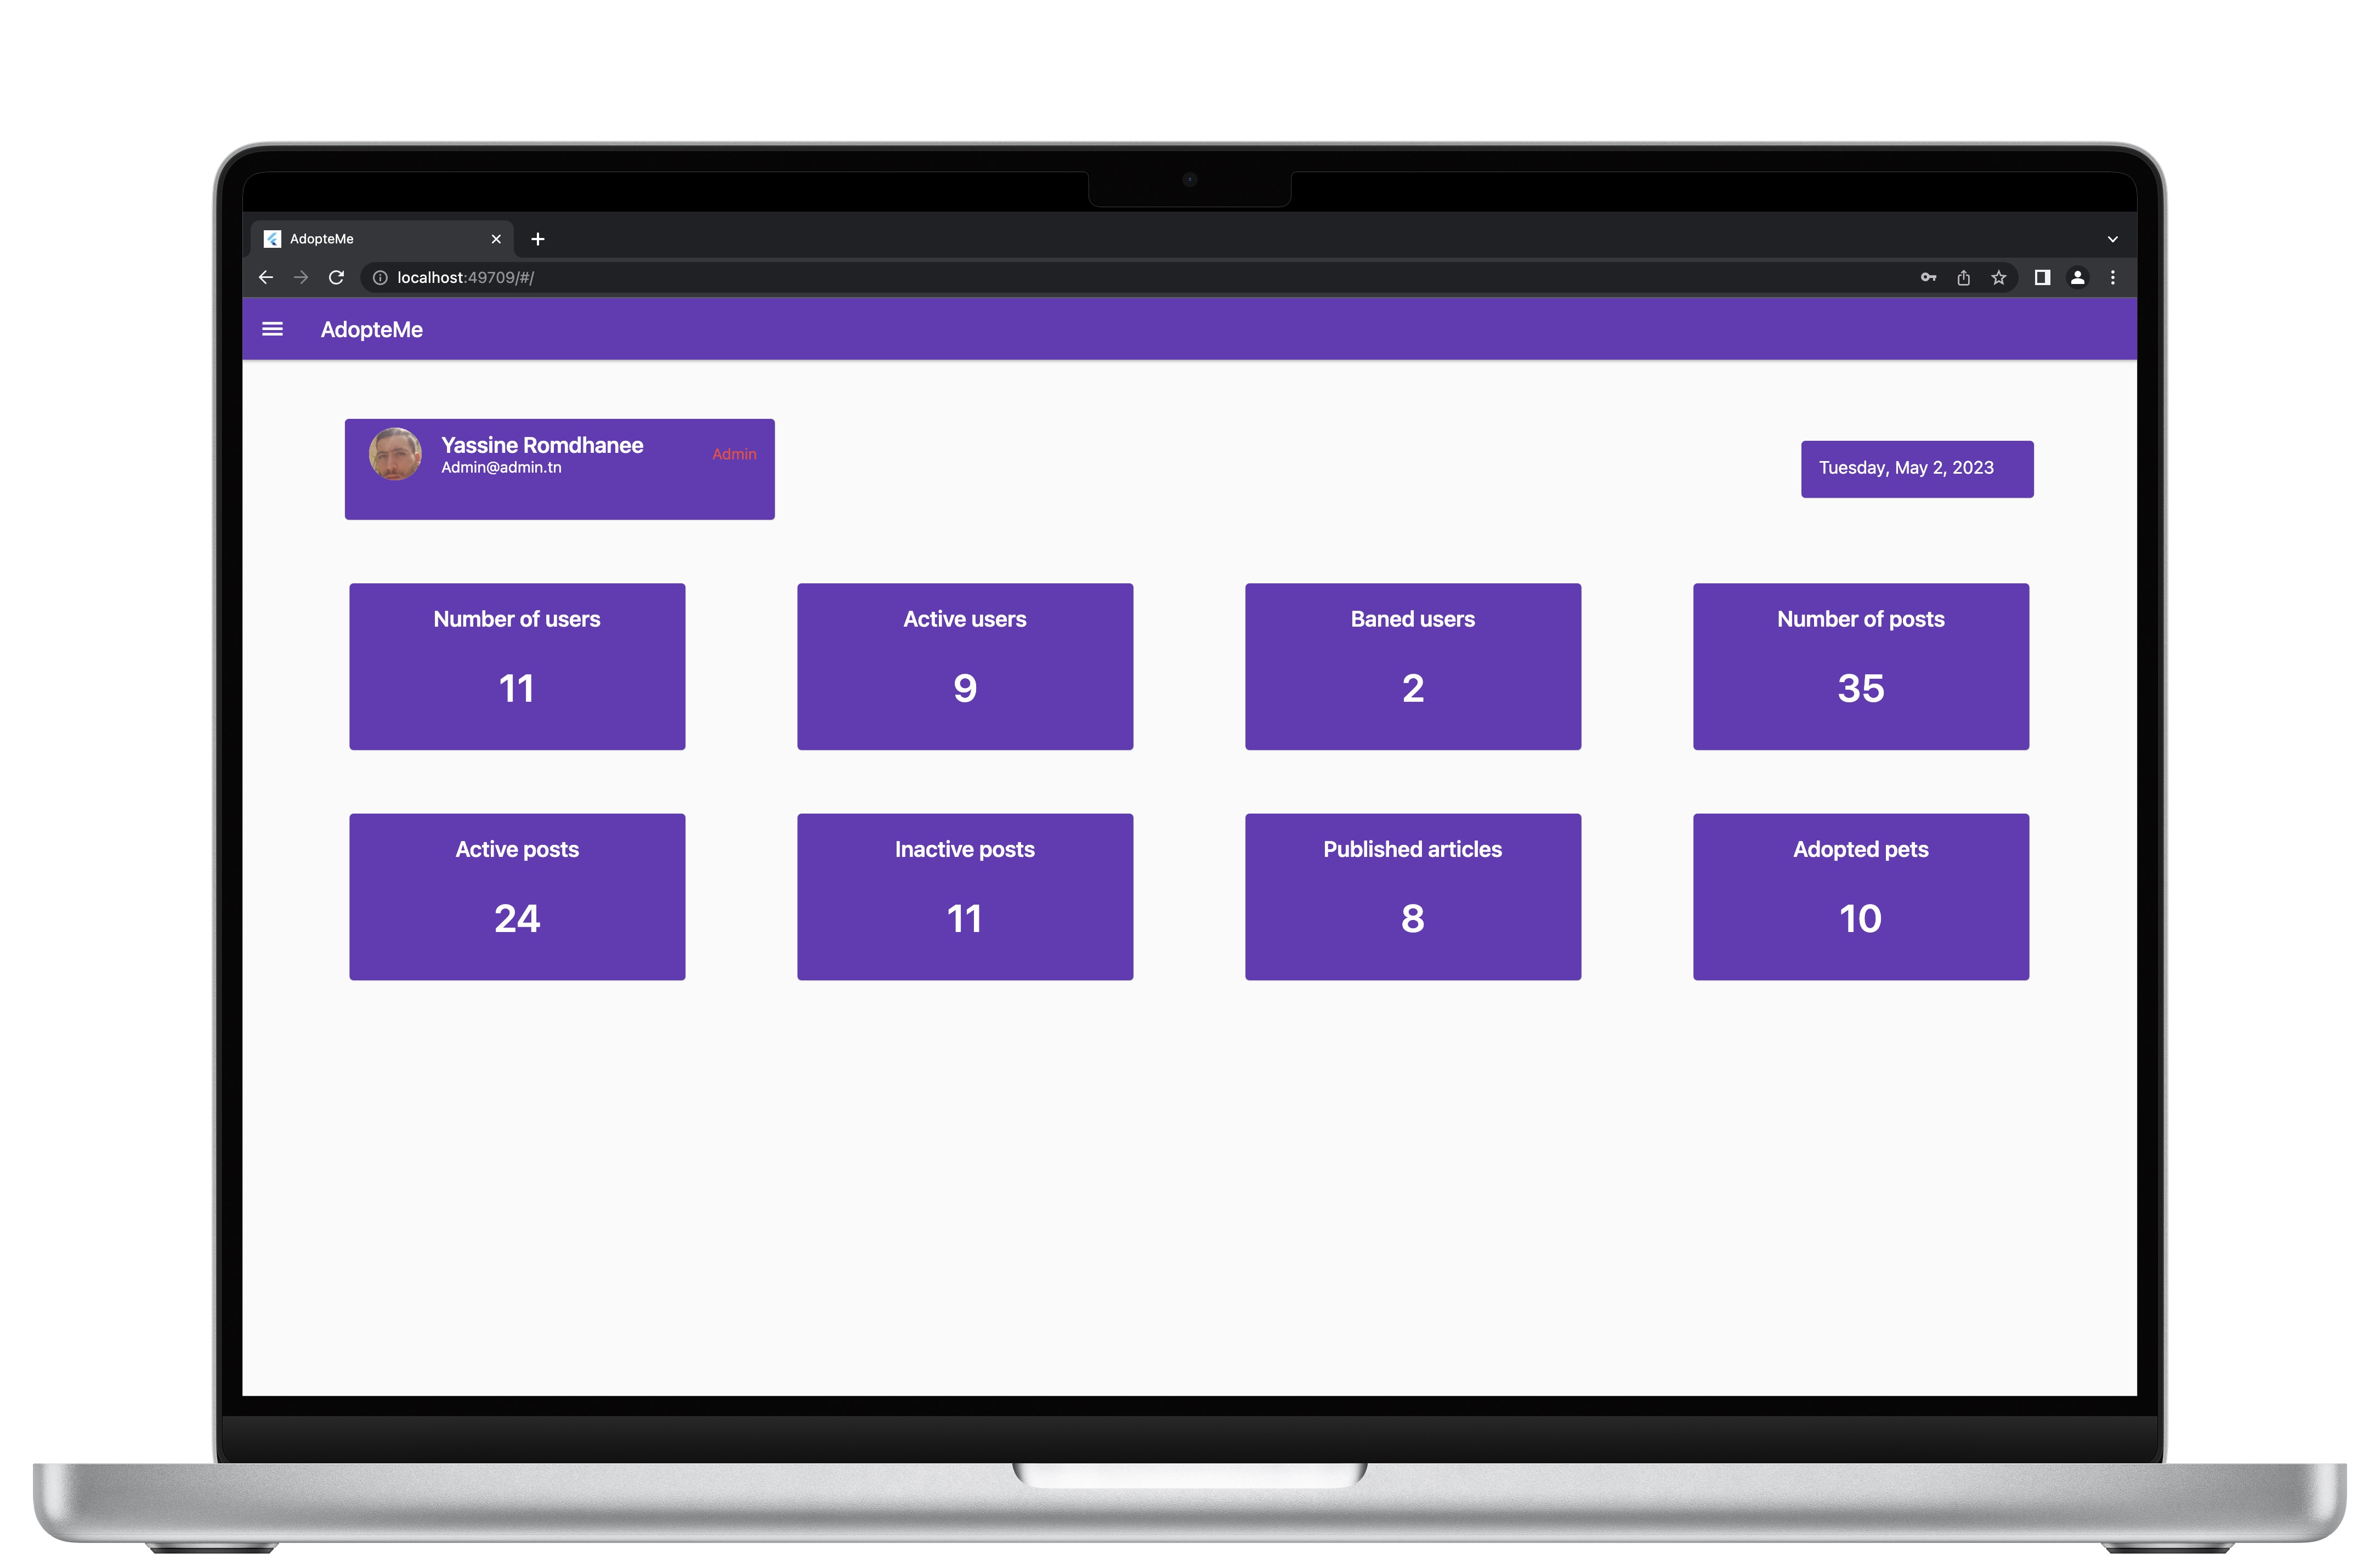 AdopteMe
localhost:49709/#/
AdopteMe
Yassine Romdhanee
Admin@admin.tn
Admin
Tuesday, May 2, 2023
Number of users
11
Active users
9
Baned users
2
Number of posts
35
Active posts
24
Inactive posts
11
Published articles
8
Adopted pets
10